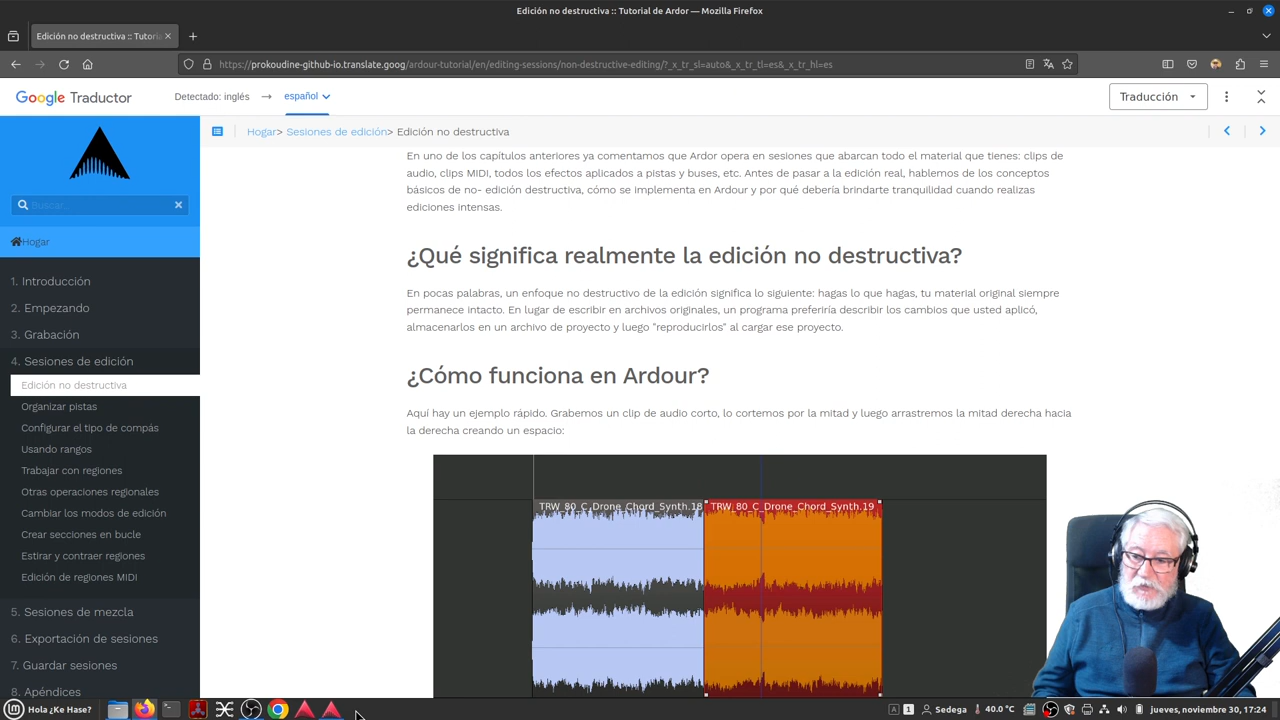 Edición no destructiva :: Tutorial de Ardor — Mozilla Firefox
Edición no destructiva :: Tutoria
https://prokoudine-github-io.translate.goog/ardour-tutorial/en/editing-sessions/non-destructive-editing/?_x_tr_sl=auto&_x_tr_tl=es&_x_tr_hl=es
Google Traductor
Detectado: inglés → español
Traducción
Hogar> Sesiones de edición> Edición no destructiva
Buscar...
Hogar
1. Introducción
2. Empezando
3. Grabación
4. Sesiones de edición
Edición no destructiva
Organizar pistas
Configurar el tipo de compás
Usando rangos
Trabajar con regiones
Otras operaciones regionales
Cambiar los modos de edición
Crear secciones en bucle
Estirar y contraer regiones
Edición de regiones MIDI
5. Sesiones de mezcla
6. Exportación de sesiones
7. Guardar sesiones
8. Apéndices
En uno de los capítulos anteriores ya comentamos que Ardor opera en sesiones que abarcan todo el material que tienes: clips de
audio, clips MIDI, todos los efectos aplicados a pistas y buses, etc. Antes de pasar a la edición real, hablemos de los conceptos
básicos de no- edición destructiva, cómo se implementa en Ardour y por qué debería brindarte tranquilidad cuando realizas
ediciones intensas.
¿Qué significa realmente la edición no destructiva?
En pocas palabras, un enfoque no destructivo de la edición significa lo siguiente: hagas lo que hagas, tu material original siempre
permanece intacto. En lugar de escribir en archivos originales, un programa preferiría describir los cambios que usted aplicó,
almacenarlos en un archivo de proyecto y luego "reproducirlos" al cargar ese proyecto.
¿Cómo funciona en Ardour?
Aquí hay un ejemplo rápido. Grabemos un clip de audio corto, lo cortemos por la mitad y luego arrastremos la mitad derecha hacia
la derecha creando un espacio:
TRW_80_C_Drone_Chord_Synth.18
TRW_80_C_Drone_Chord_Synth.19
Hola ¿Ke Hase?
A
1
Sedega
40.0 °C
jueves, noviembre 30, 17:24